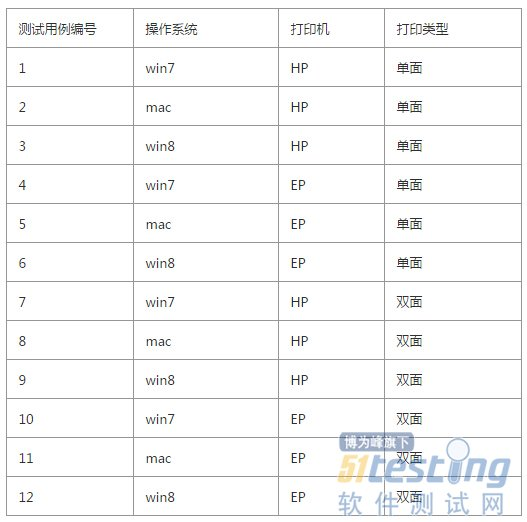 测试用例编号 操作系统 打印机 打印类型
1 win7 HP 单面
2 mac HP 单面
3 win8 HP 单面
4 win7 EP 单面
5 mac EP 单面
6 win8 EP 单面
7 win7 HP 双面
8 mac HP 双面
9 win8 HP 双面
10 win7 EP 双面
博为峰旗下
11 mac EP 双面
51testing
12 win8 EP 双面
软件测试网